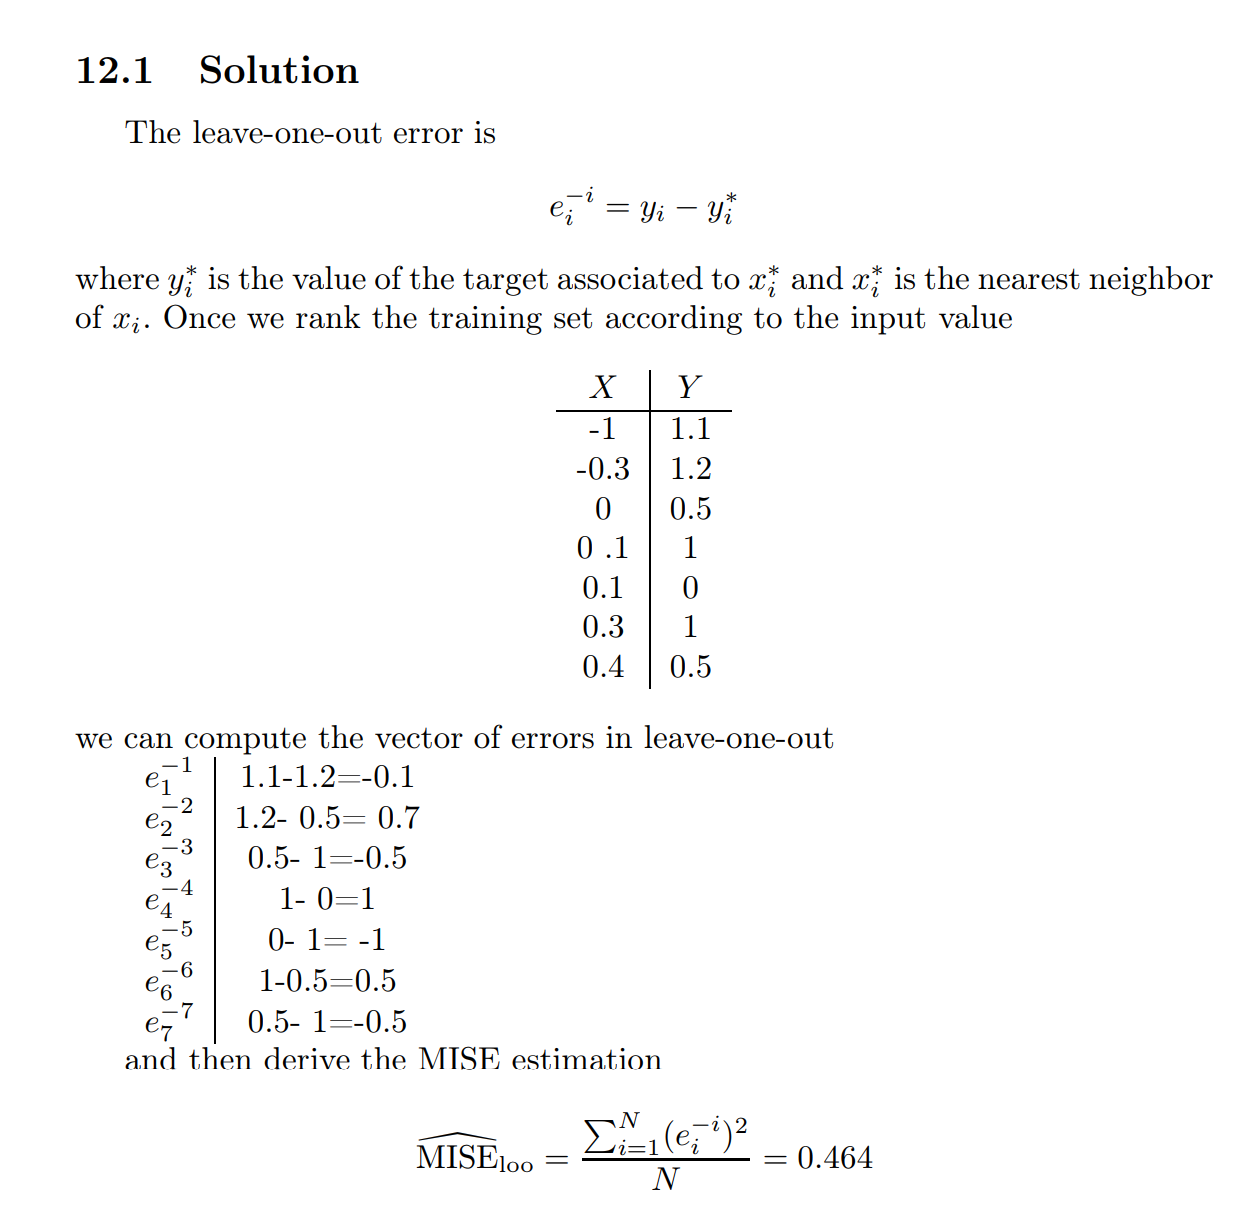 12.1 Solution
The leave-one-out error is
e_i^{-i} = y_i − y_i^*
where y_i^* is the value of the target associated to x_i^* and x_i^* is the nearest neighbor
of x_i. Once we rank the training set according to the input value
X Y
-1 1.1
-0.3 1.2
0 0.5
0 .1 1
0.1 0
0.3 1
0.4 0.5
we can compute the vector of errors in leave-one-out
e_1^{-1} 1.1-1.2=-0.1
e_2^{-2} 1.2- 0.5= 0.7
e_3^{-3} 0.5- 1=-0.5
e_4^{-4} 1- 0=1
e_5^{-5} 0- 1= -1
e_6^{-6} 1-0.5=0.5
e_7^{-7} 0.5- 1=-0.5
and then derive the MISE estimation
\widehat{MISE}_{loo} = \frac{\sum_{i=1}^{N} (e_i^{-i})^2}{N} = 0.464